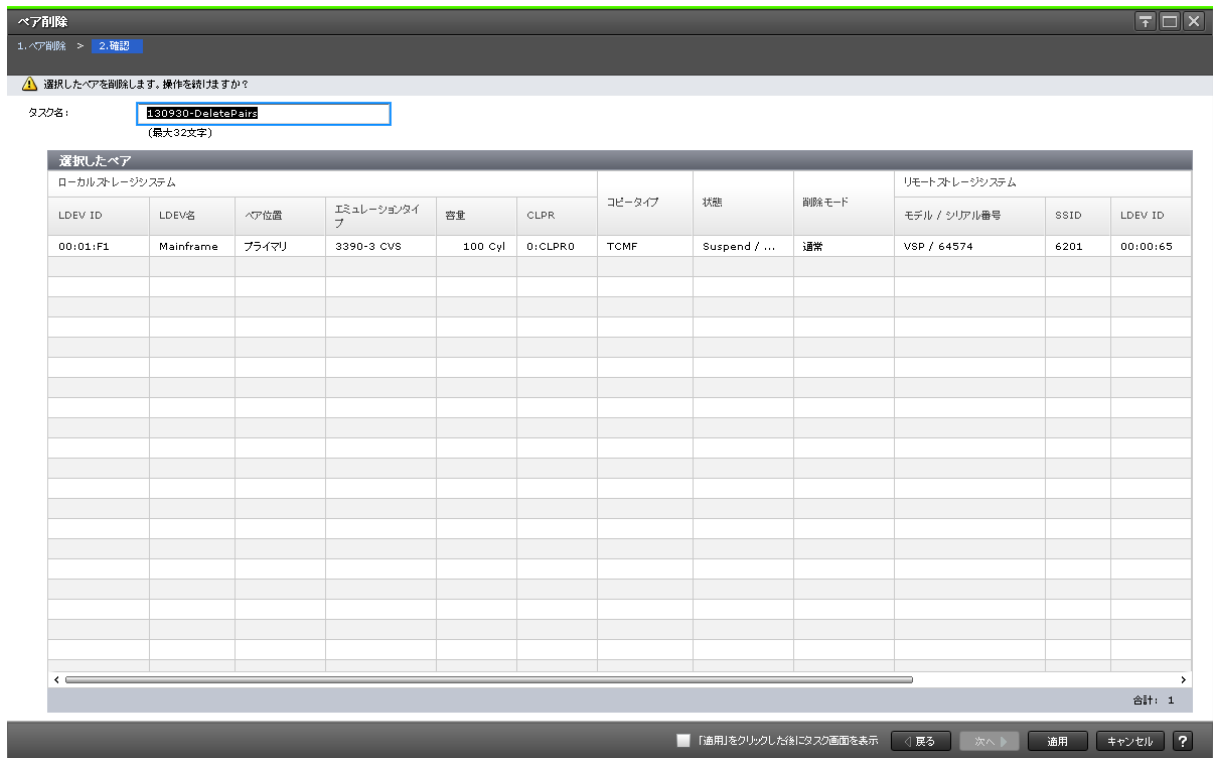 ペア削除
1.ペア削除 > 2.確認
選択したペアを削除します。操作を続けますか?
タスク名: 130930-DeletePairs
(最大32文字)
選択したペア
ローカルストレージシステム コピータイプ 状態 削除モード リモートストレージシステム
LDEV ID LDEV名 ペア位置 エミュレーションタイプ 容量 CLPR モデル / シリアル番号 SSID LDEV ID
00:01:F1 Mainframe プライマリ 3390-3 CVS 100 Cyl 0:CLPR0 TCMF Suspend / ... 通常 VSP / 64574 6201 00:00:65
合計: 1
「適用」をクリックした後にタスク画面を表示 戻る 次へ 適用 キャンセル ?